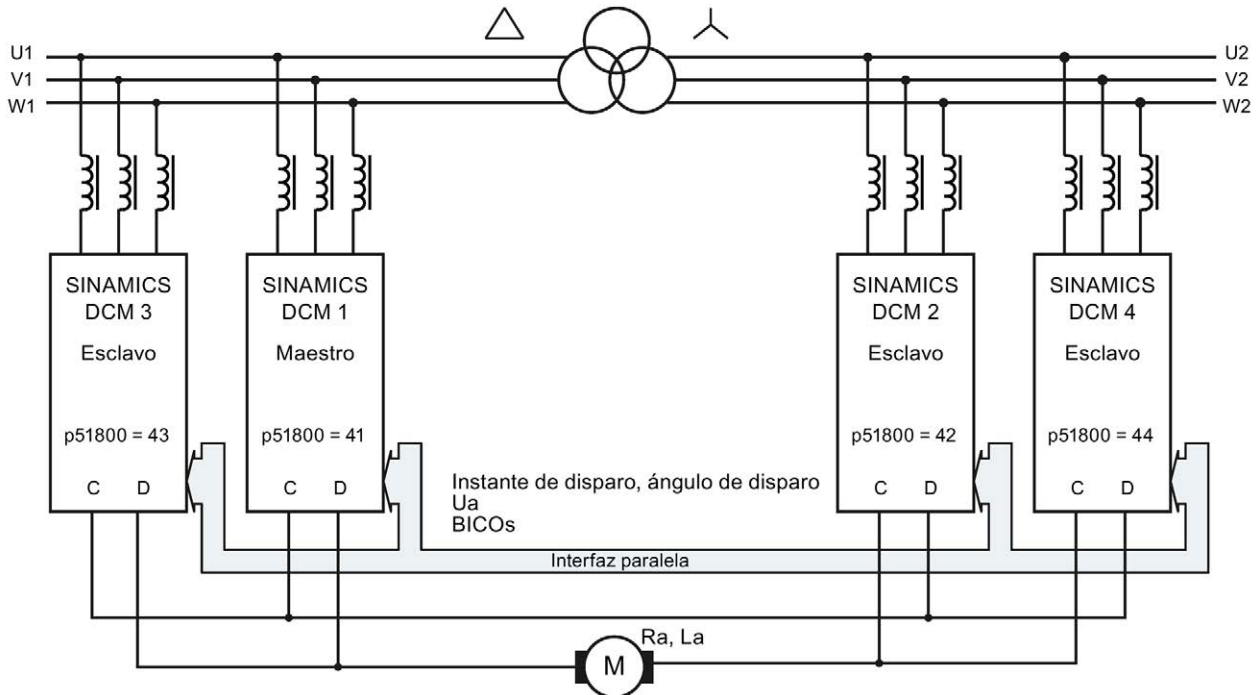 U1
V1
W1
U2
V2
W2
SINAMICS
DCM 3
Esclavo
p51800 = 43
C D
SINAMICS
DCM 1
Maestro
p51800 = 41
C D
SINAMICS
DCM 2
Esclavo
p51800 = 42
C D
SINAMICS
DCM 4
Esclavo
p51800 = 44
C D
Instante de disparo, ángulo de disparo
Ua
BICOs
Interfaz paralela
Ra, La
M